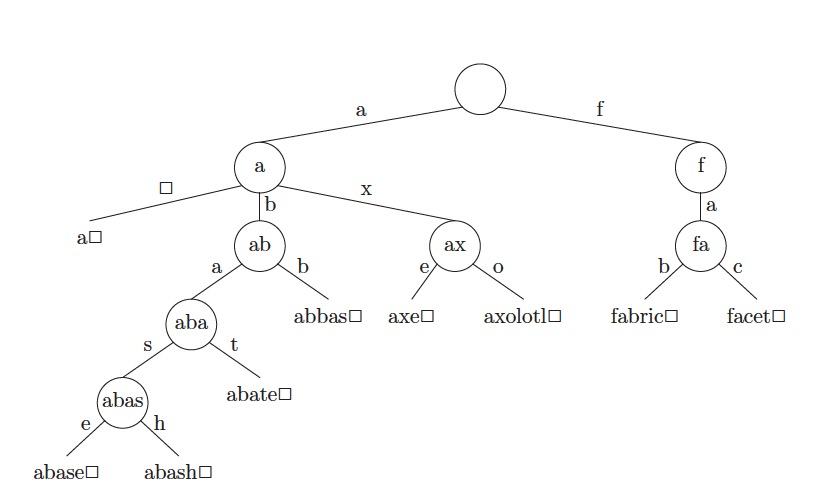 a f
a f
□ b x a
a□ ab ax fa
a b e o b c
aba abbas□ axe□ axolotl□ fabric□ facet□
s t
abas abate□
e h
abase□ abash□